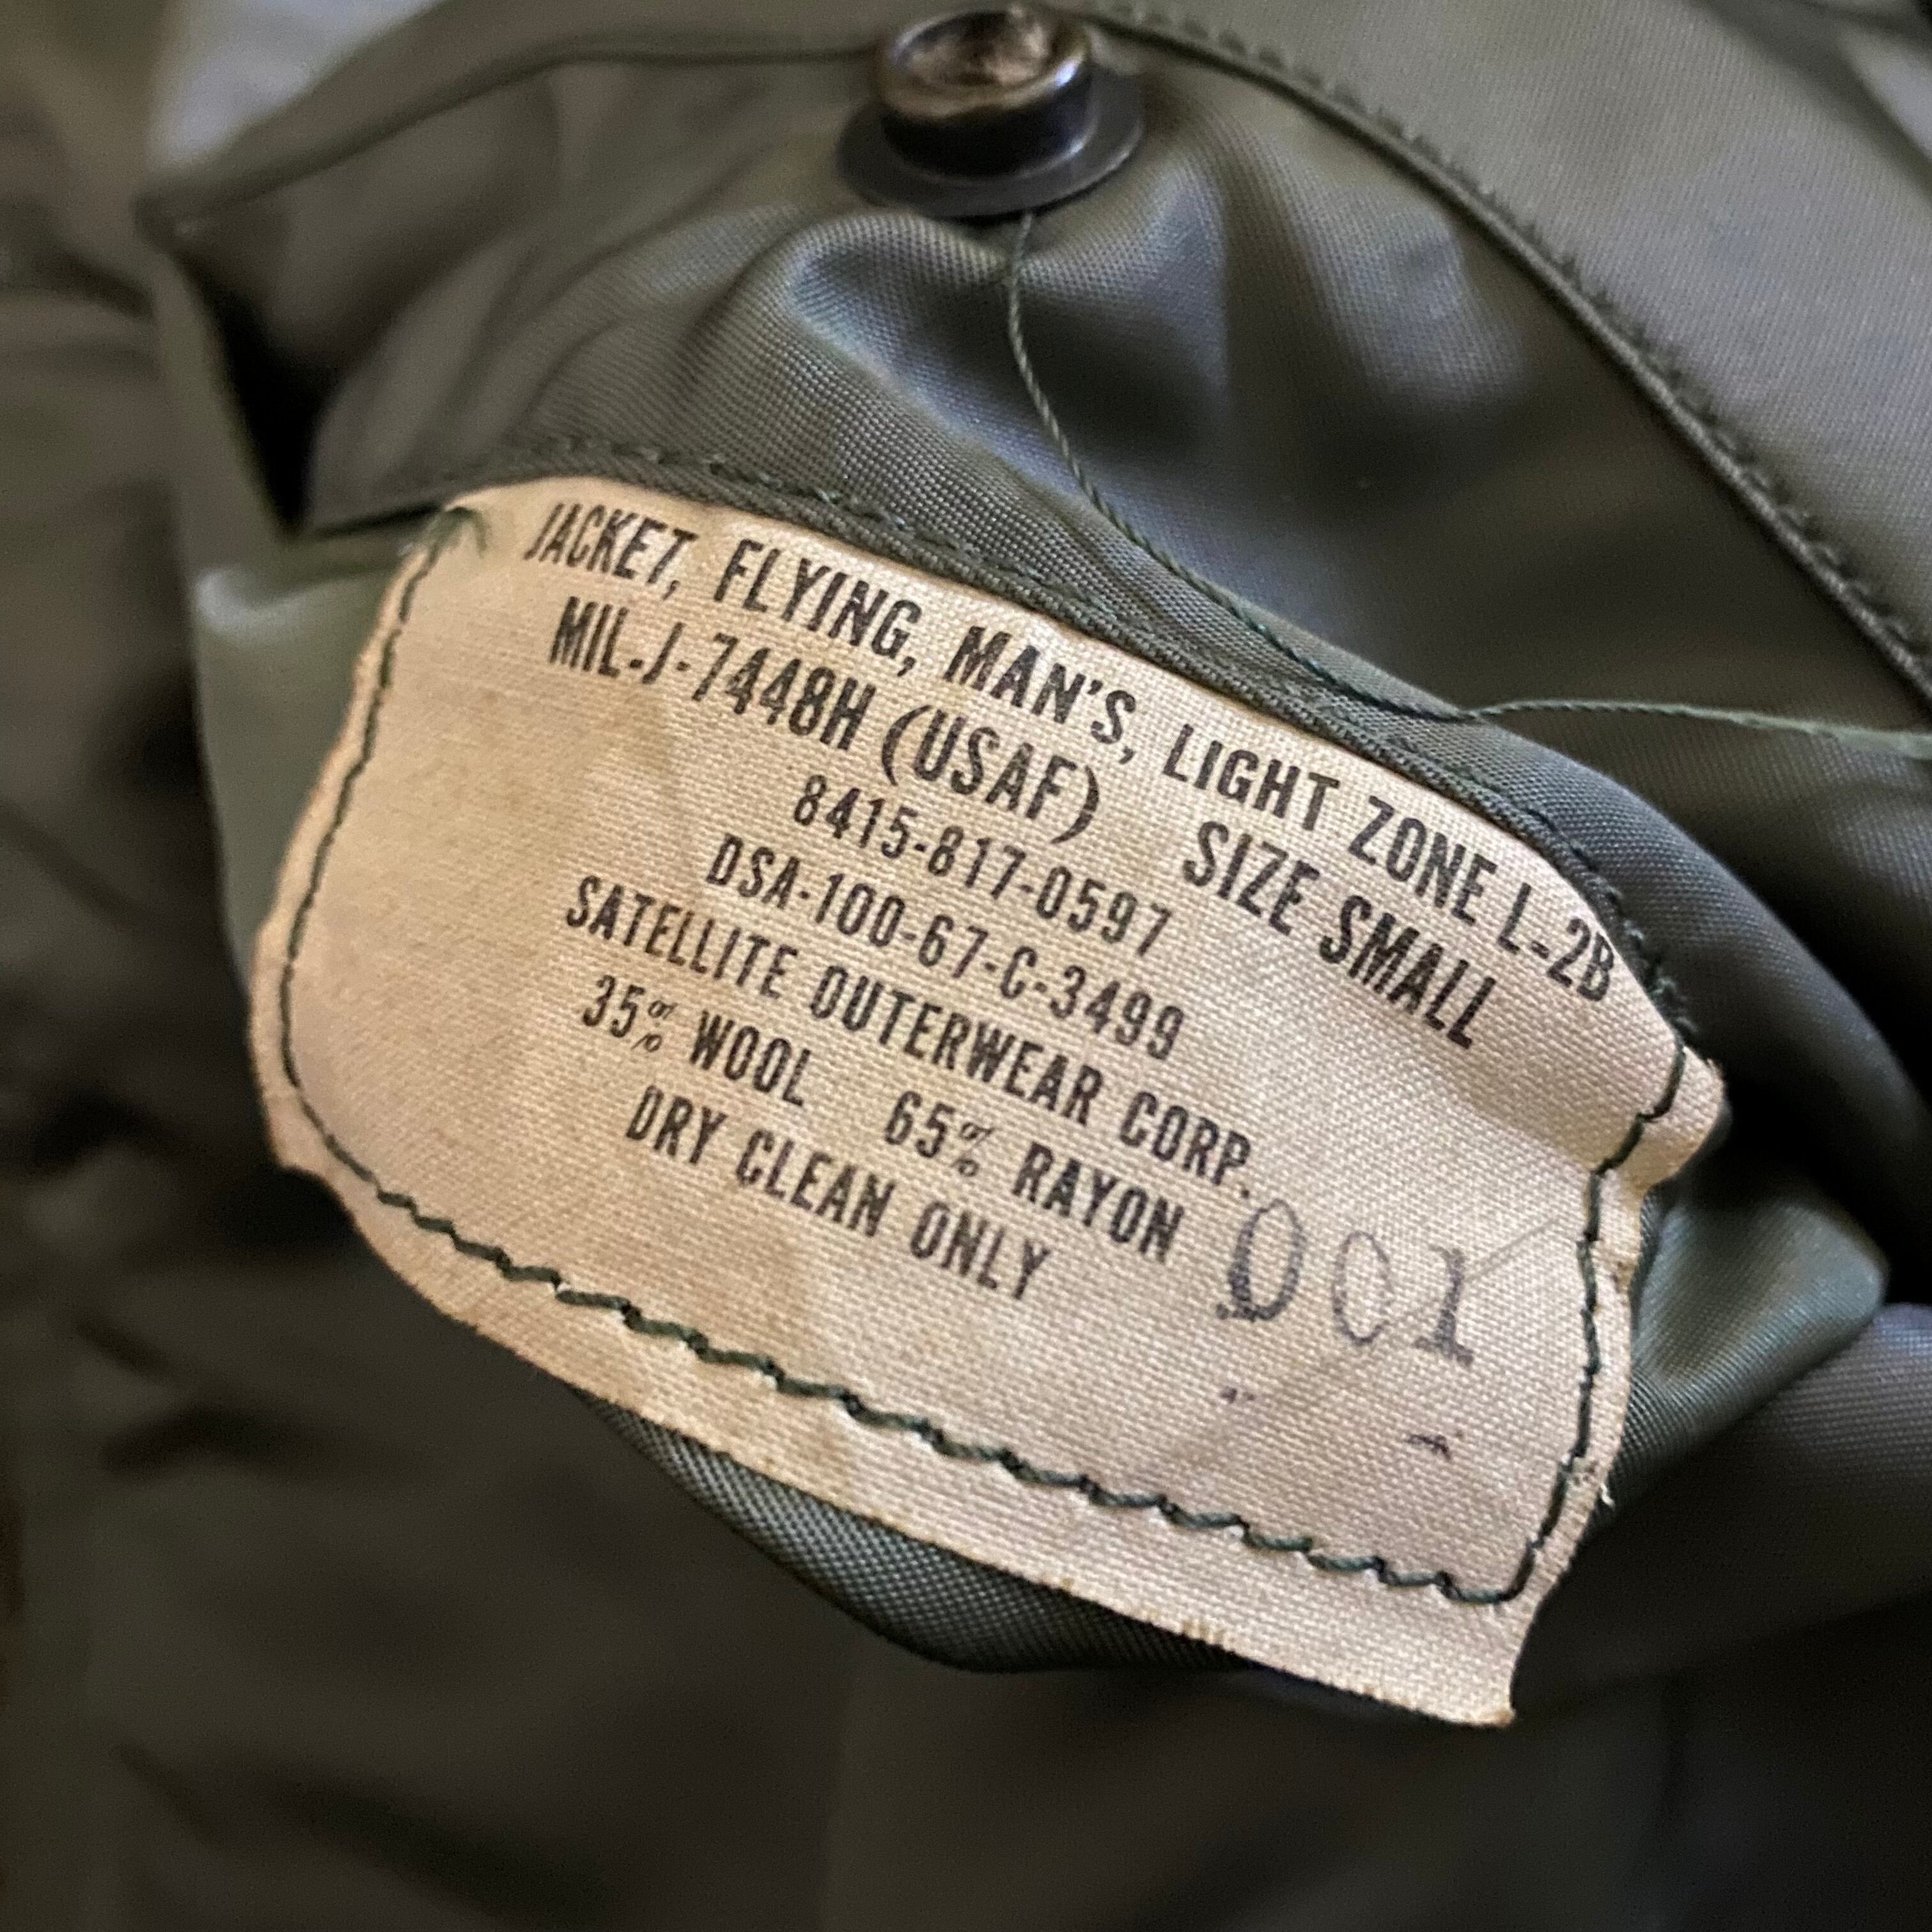 JACKET, FLYING, MAN'S, LIGHT ZONE L-2B
MIL-J-7448H (USAF) SIZE SMALL
8415-817-0597
DSA-100-67-C-3499
SATELLITE OUTERWEAR CORP.
35% WOOL 65% RAYON
DRY CLEAN ONLY
001